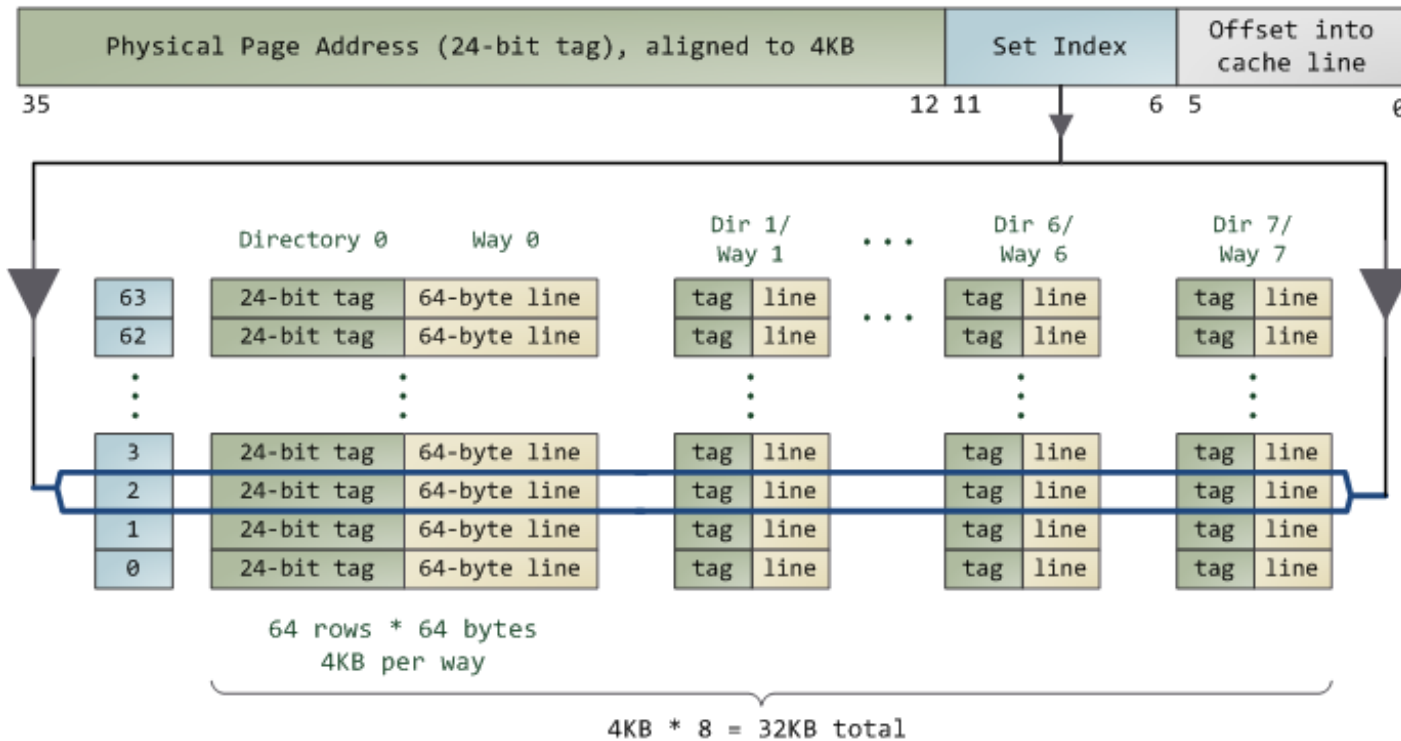 Physical Page Address (24-bit tag), aligned to 4KB
Set Index
Offset into
cache line
35
12
11
6
5
0
Directory 0
Way 0
Dir 1/
Way 1
...
Dir 6/
Way 6
Dir 7/
Way 7
63 24-bit tag 64-byte line tag line ... tag line tag line
62 24-bit tag 64-byte line tag line tag line tag line
3 24-bit tag 64-byte line tag line tag line tag line
2 24-bit tag 64-byte line tag line tag line tag line
1 24-bit tag 64-byte line tag line tag line tag line
0 24-bit tag 64-byte line tag line tag line tag line
64 rows * 64 bytes
4KB per way
4KB * 8 = 32KB total